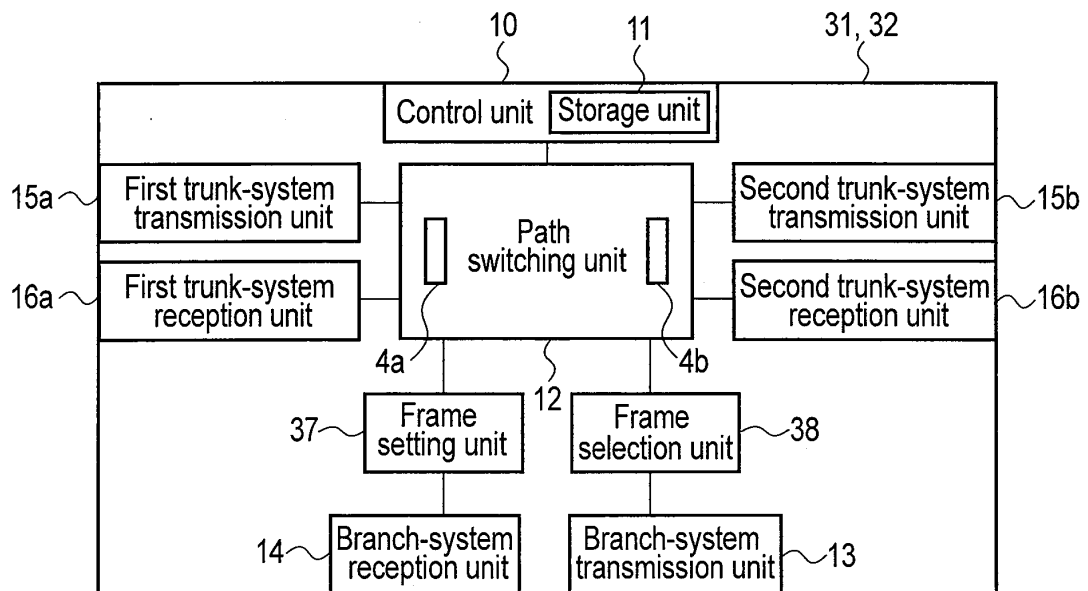 10
11
31, 32
Control unit
Storage unit
15a
First trunk-system
transmission unit
Path
switching unit
Second trunk-system
transmission unit
15b
16a
First trunk-system
reception unit
Second trunk-system
reception unit
16b
4a
4b
12
37
Frame
setting unit
Frame
selection unit
38
14
Branch-system
reception unit
Branch-system
transmission unit
13